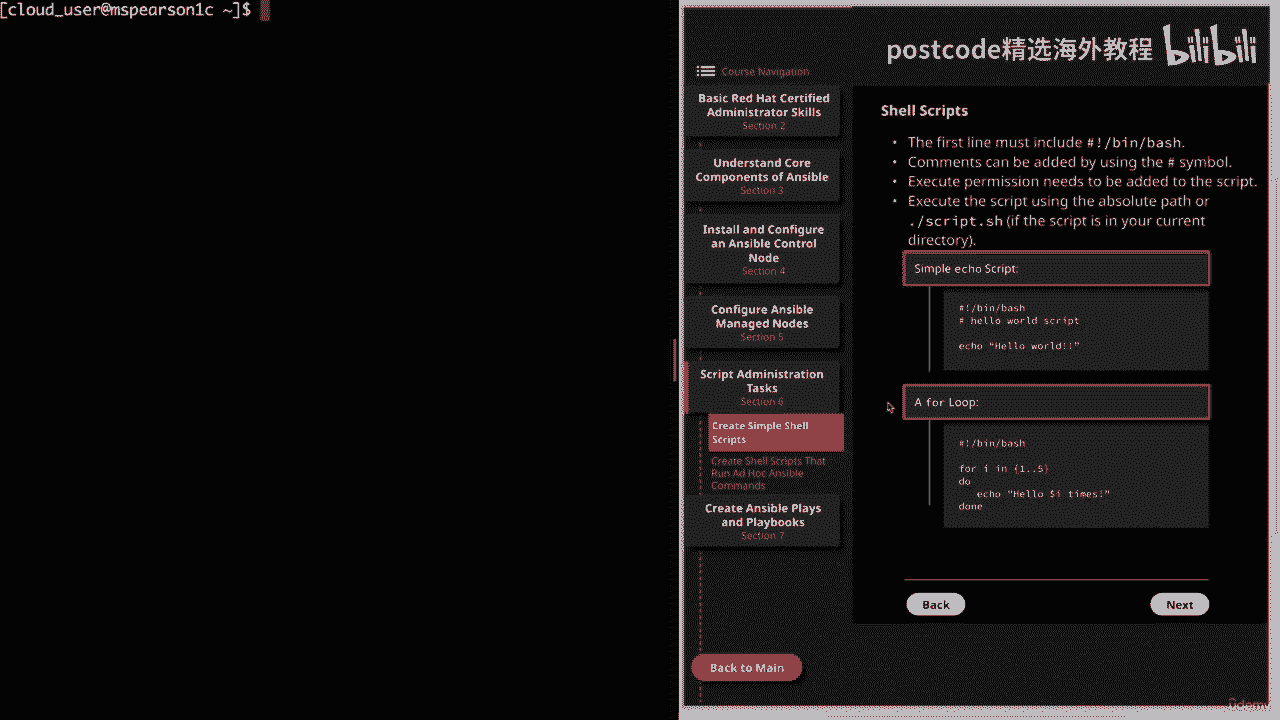 [cloud_user@mspearson1c ~]$
postcode精选海外教程 bilibili
Course Navigation
Basic Red Hat Certified
Administrator Skills
Section 2
Understand Core
Components of Ansible
Section 3
Install and Configure
an Ansible Control
Node
Section 4
Configure Ansible
Managed Nodes
Section 5
Script Administration
Tasks
Section 6
Create Simple Shell
Scripts
Create Shell Scripts That
Run Ad Hoc Ansible
Commands
Create Ansible Plays
and Playbooks
Section 7
Back to Main
Shell Scripts
• The first line must include #!/bin/bash.
• Comments can be added by using the # symbol.
• Execute permission needs to be added to the script.
• Execute the script using the absolute path or
./script.sh (if the script is in your current
directory).
Simple echo Script:
#!/bin/bash
# hello world script
echo “Hello world!!”
A for Loop:
#!/bin/bash
for i in {1..5}
do
echo “Hello $i times!”
done
Back
Next
ûdemy